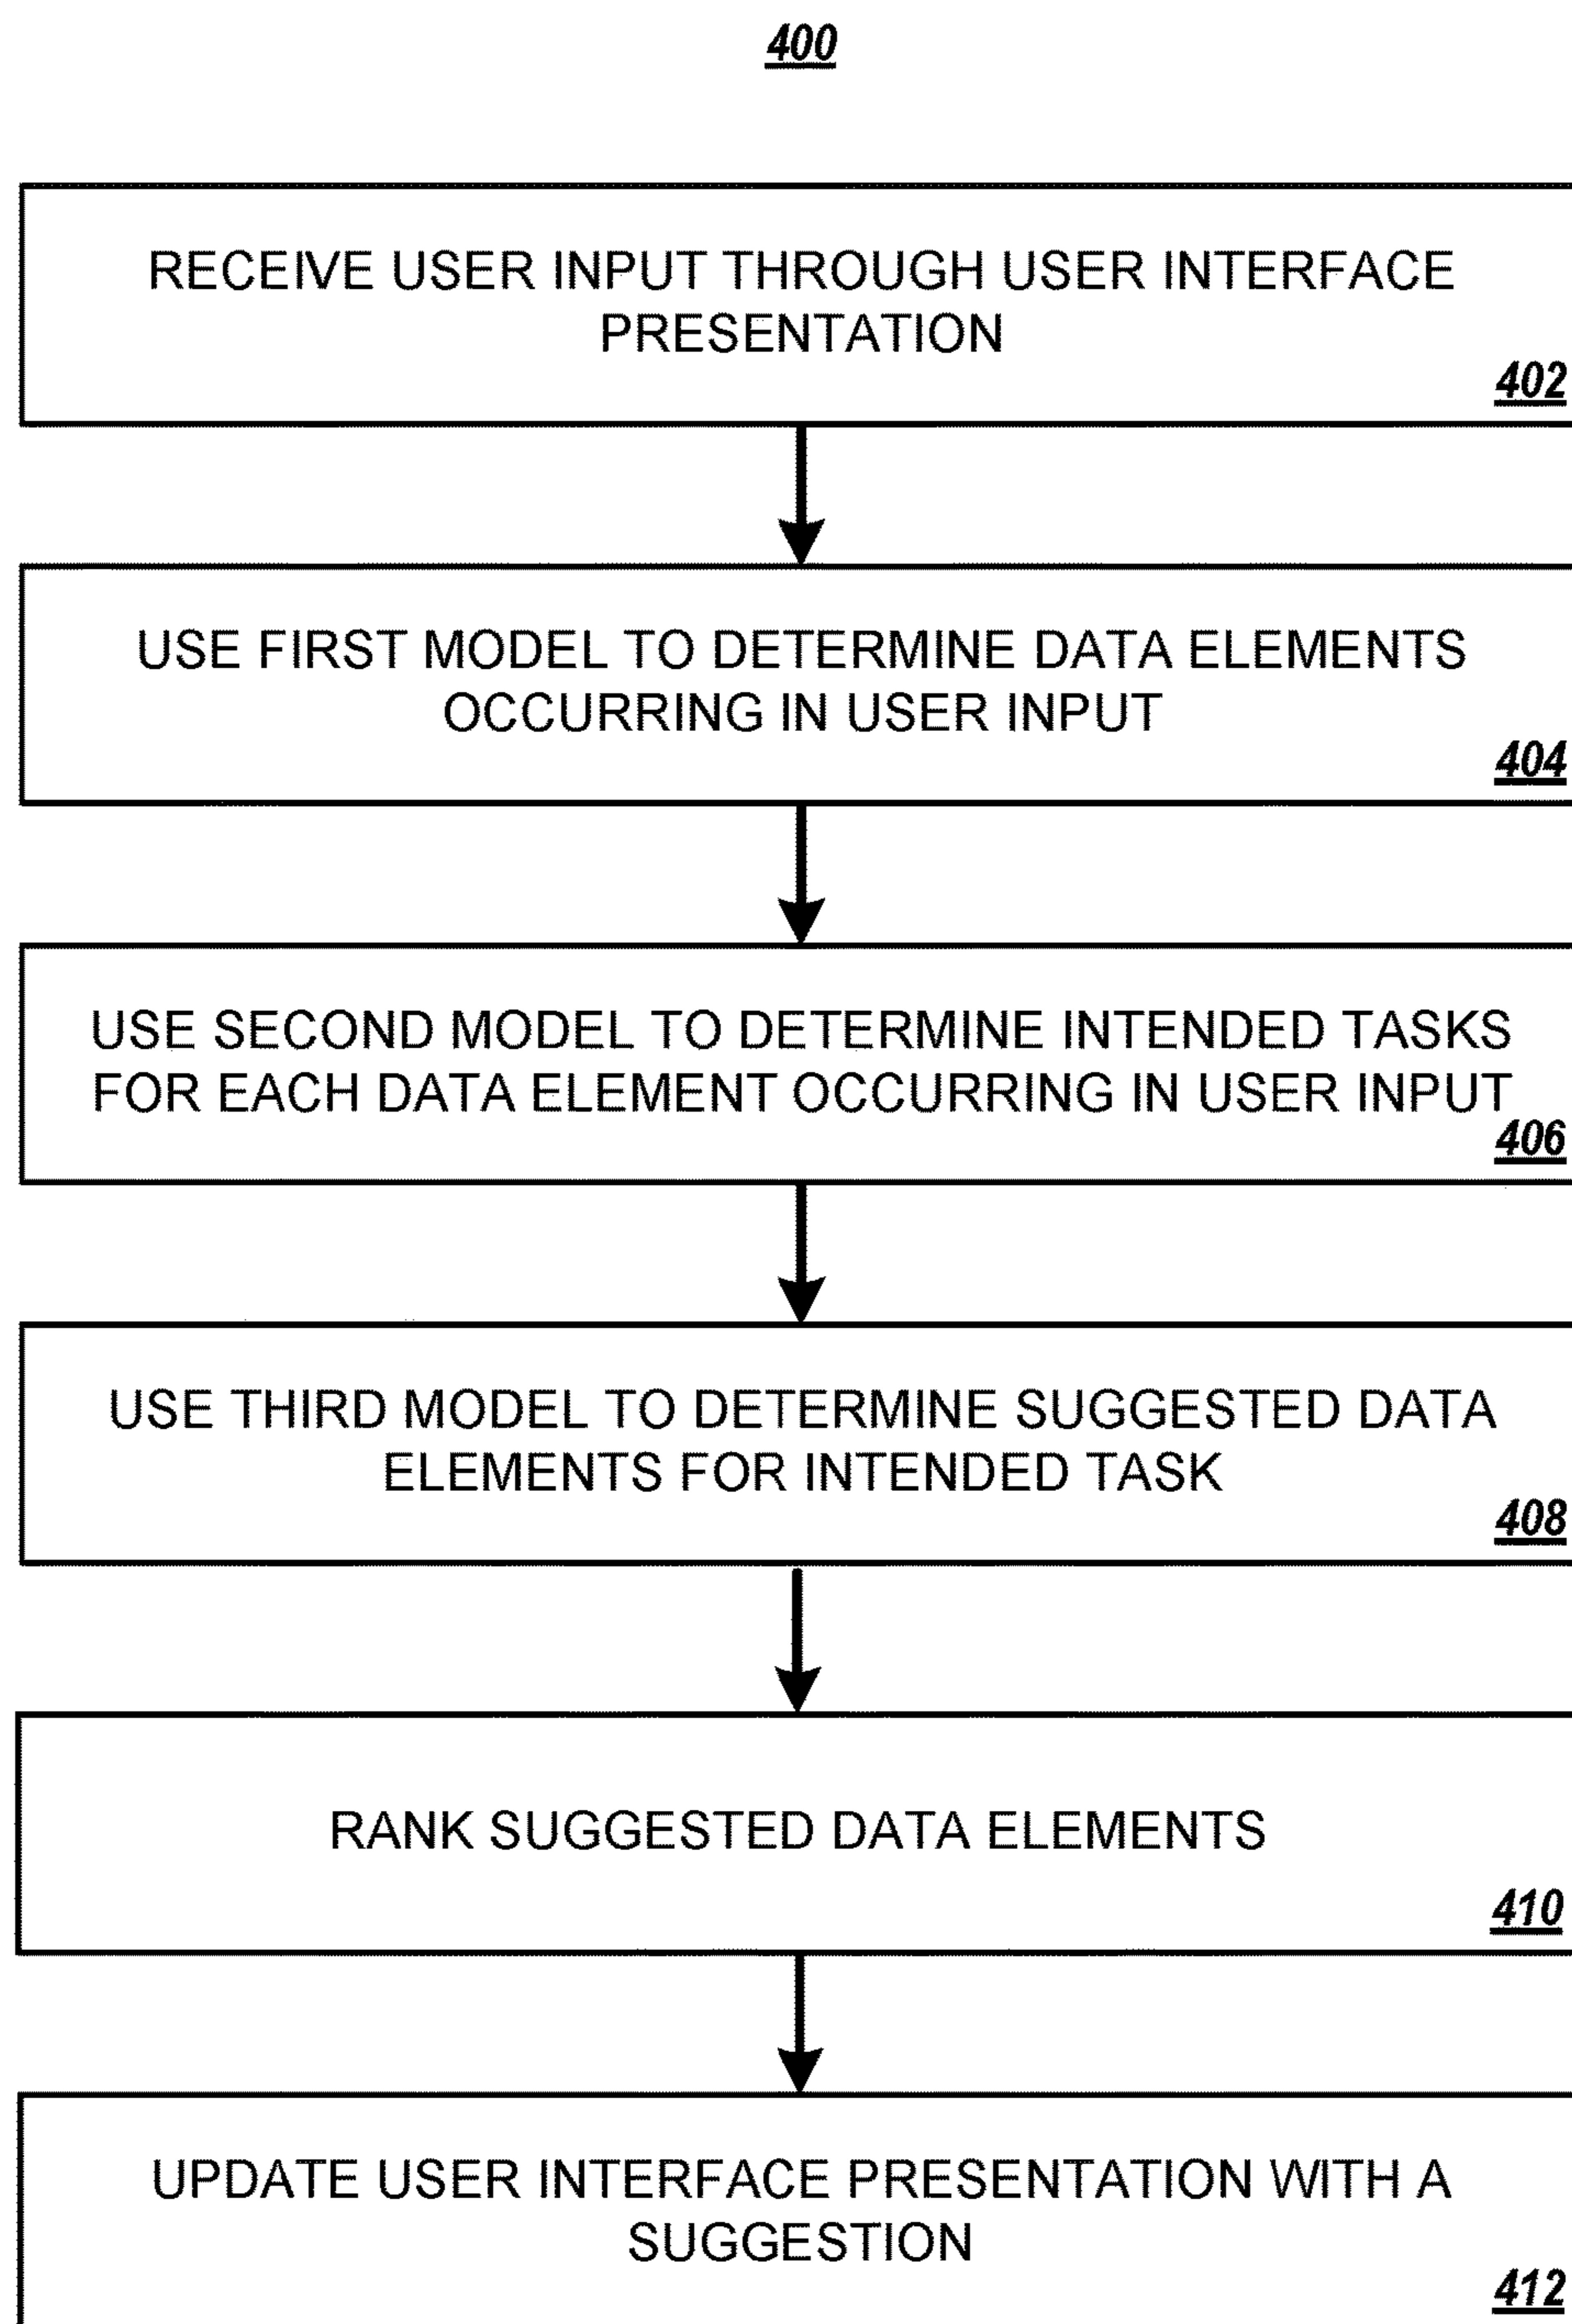 400
RECEIVE USER INPUT THROUGH USER INTERFACE
PRESENTATION
402
USE FIRST MODEL TO DETERMINE DATA ELEMENTS
OCCURRING IN USER INPUT
404
USE SECOND MODEL TO DETERMINE INTENDED TASKS
FOR EACH DATA ELEMENT OCCURRING IN USER INPUT
406
USE THIRD MODEL TO DETERMINE SUGGESTED DATA
ELEMENTS FOR INTENDED TASK
408
RANK SUGGESTED DATA ELEMENTS
410
UPDATE USER INTERFACE PRESENTATION WITH A
SUGGESTION
412